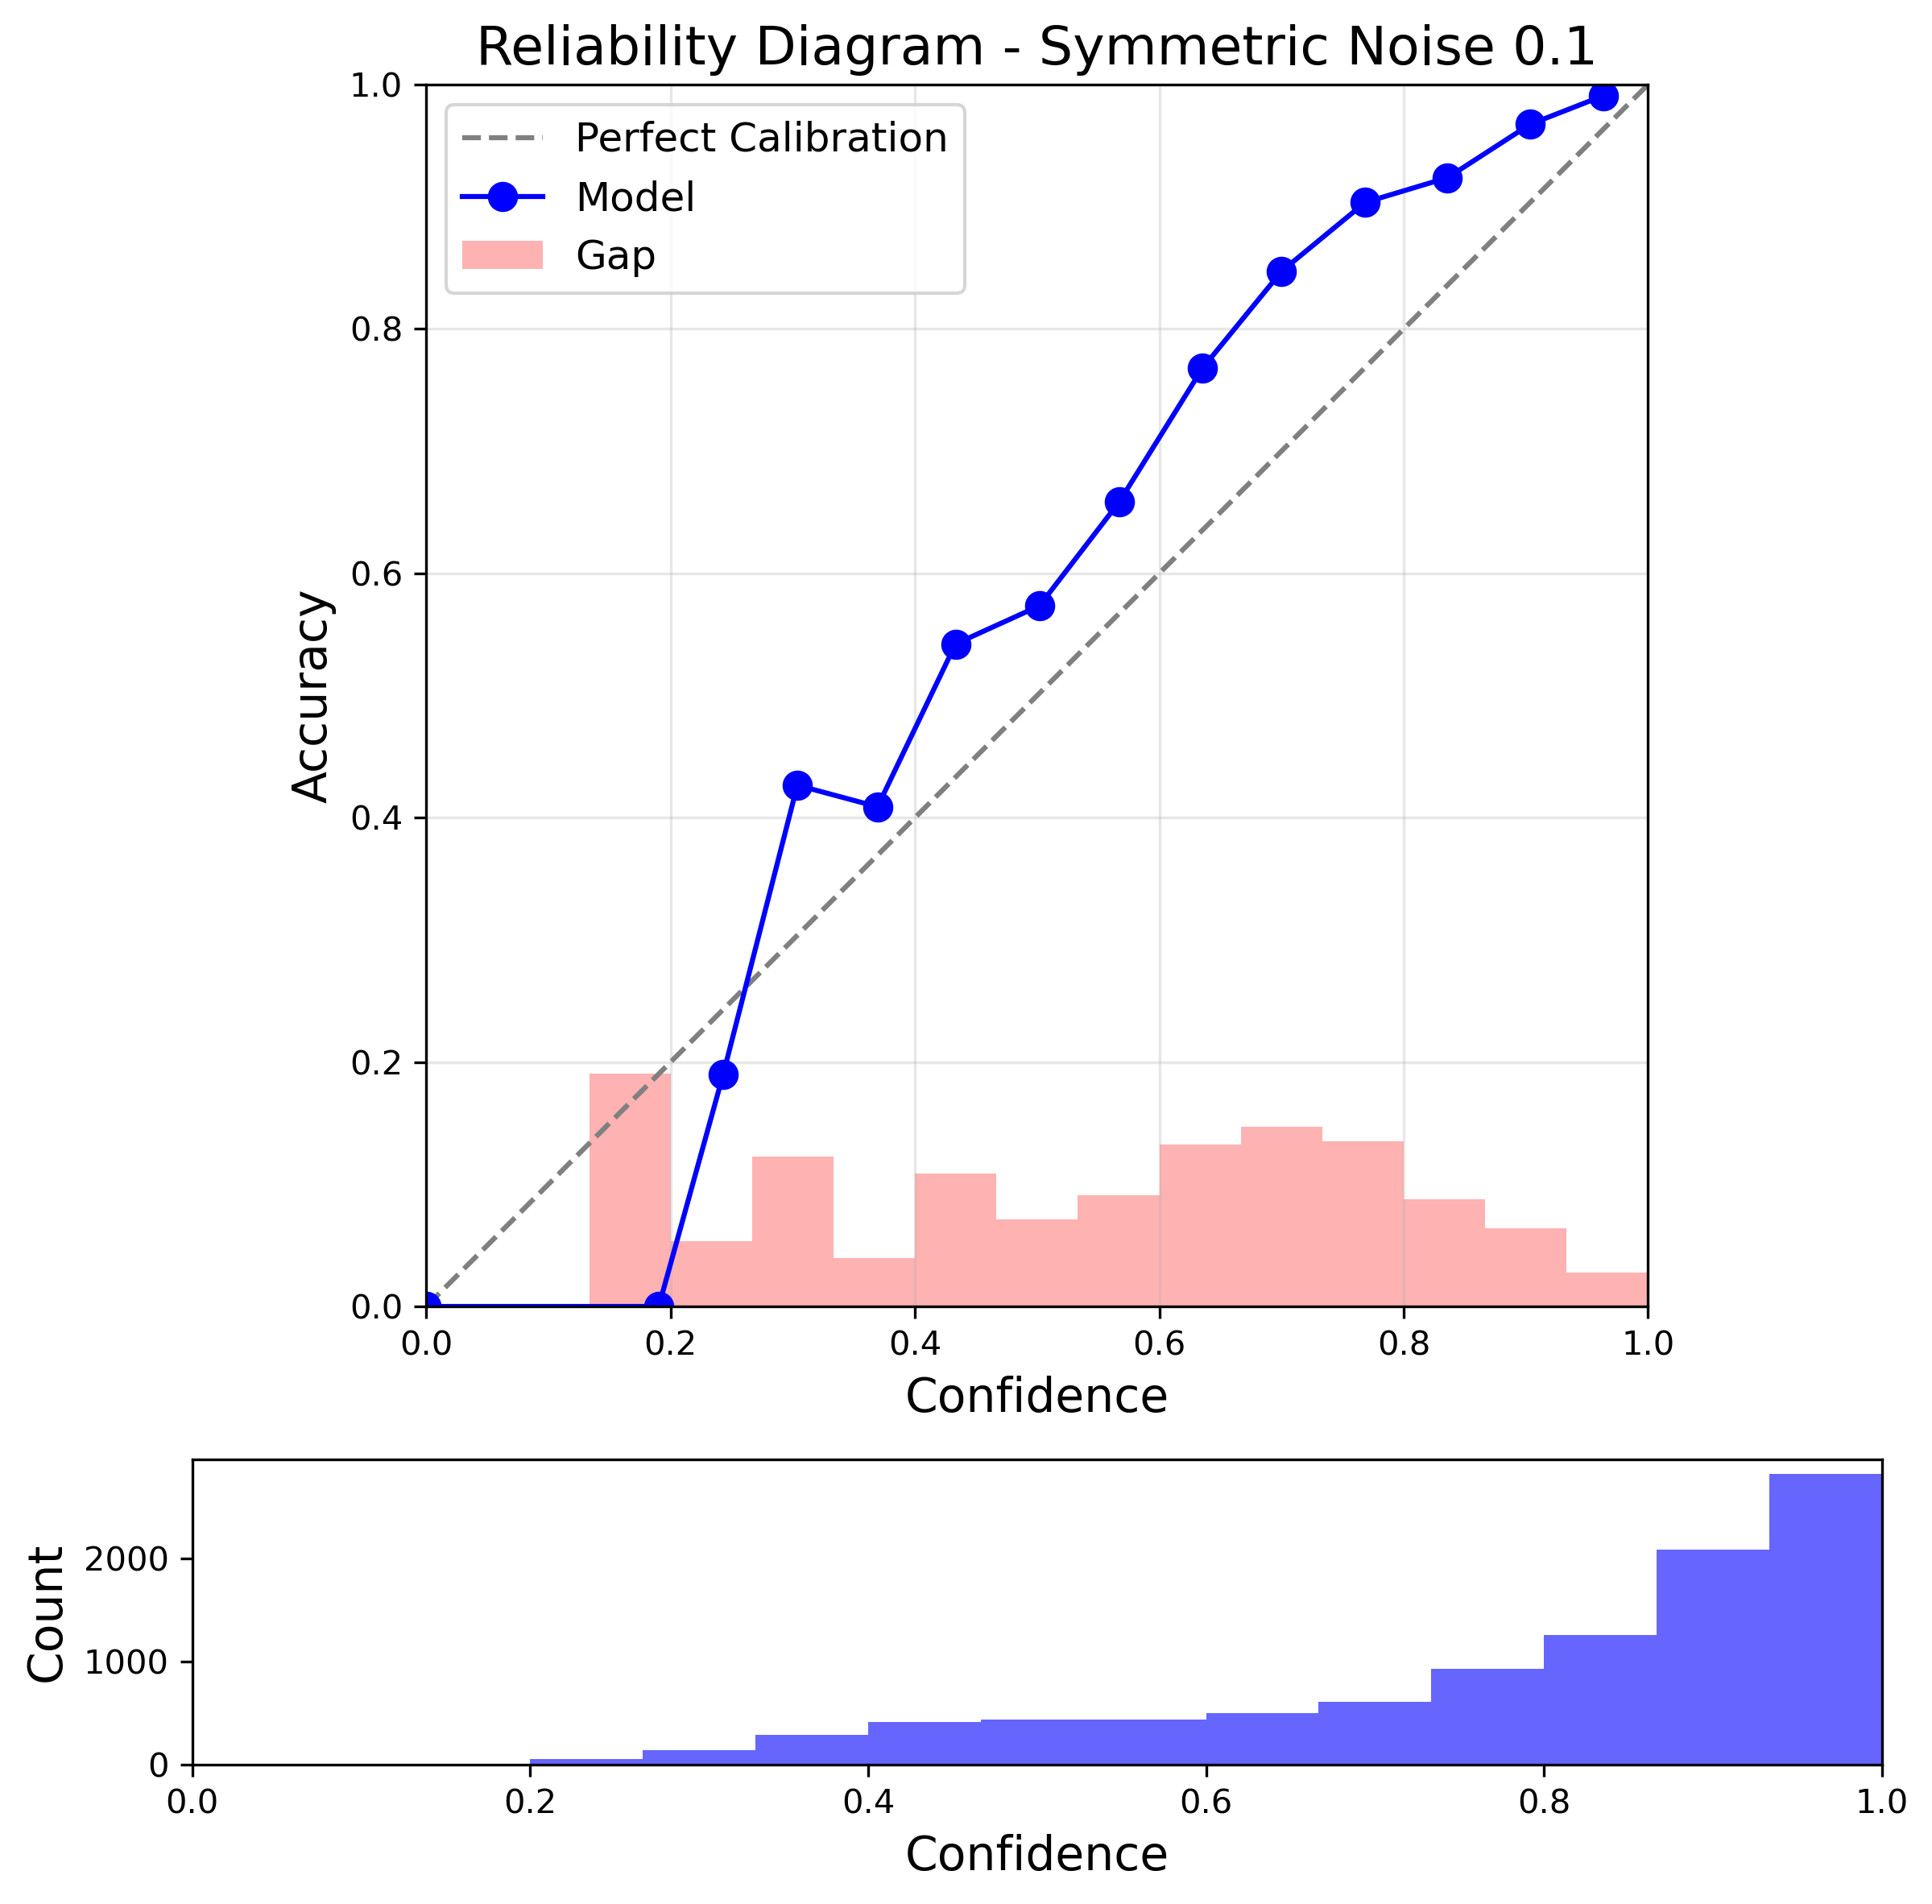 Reliability Diagram - Symmetric Noise 0.1
Perfect Calibration
Model
Gap
1.0
0.8
0.6
0.4
0.2
0.0
Accuracy
0.0 0.2 0.4 0.6 0.8 1.0
Confidence
2000
1000
0
Count
0.0 0.2 0.4 0.6 0.8 1.0
Confidence